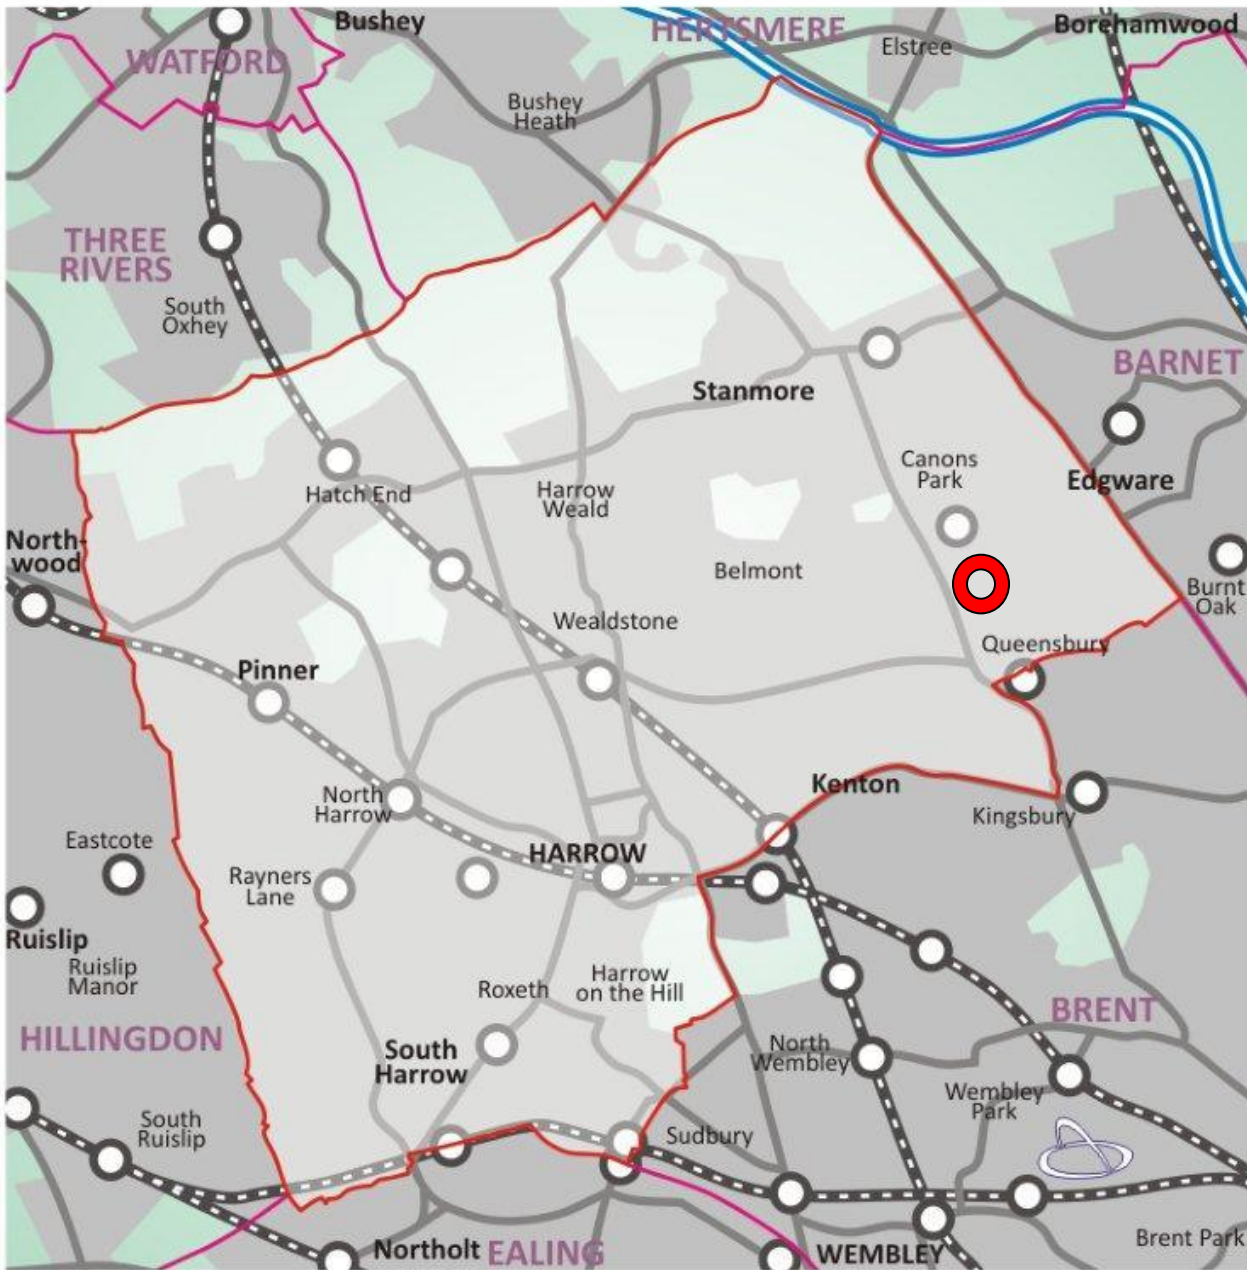 Bushey
HERTSMERE
Borehamwood
WATFORD
Elstree
Bushey
Heath
THREE
RIVERS
South
Oxhey
BARNET
Stanmore
Canons
Park
Edgware
Hatch End
Harrow
Weald
North-
wood
Belmont
Burnt
Oak
Wealdstone
Queensbury
Pinner
Kenton
North
Harrow
Kingsbury
Eastcote
HARROW
Rayners
Lane
Ruislip
Ruislip
Manor
Roxeth
Harrow
on the Hill
BRENT
HILLINGDON
South
Harrow
North
Wembley
Wembley
Park
South
Ruislip
Sudbury
Brent Park
Northolt
EALING
WEMBLEY